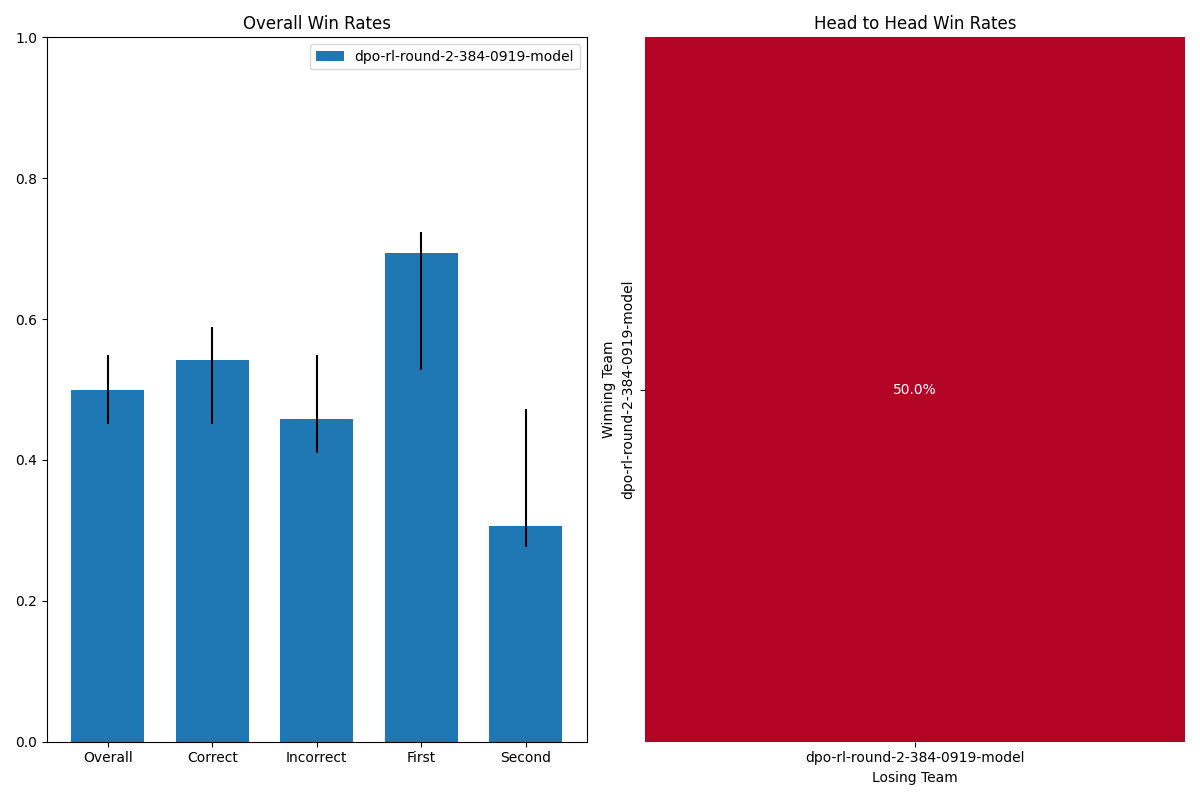 Overall Win Rates
1.0
0.8
0.6
0.4
0.2
0.0
dpo-rl-round-2-384-0919-model
Overall
Correct
Incorrect
First
Second
Head to Head Win Rates
Winning Team
dpo-rl-round-2-384-0919-model
50.0%
dpo-rl-round-2-384-0919-model
Losing Team